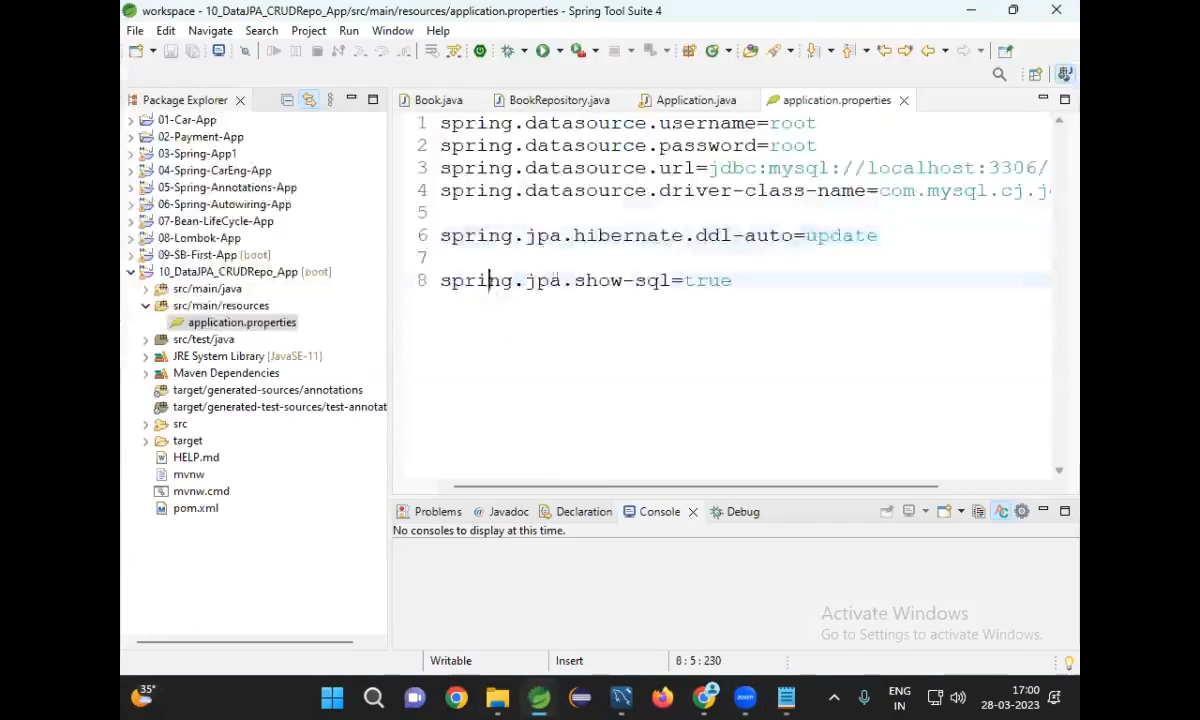 workspace - 10_DataJPA_CRUDRepo_App/src/main/resources/application.properties - Spring Tool Suite 4
File Edit Navigate Search Project Run Window Help
Package Explorer
Book.java BookRepository.java Application.java application.properties
01-Car-App
02-Payment-App
03-Spring-App1
04-Spring-CarEng-App
05-Spring-Annotations-App
06-Spring-Autowiring-App
07-Bean-LifeCycle-App
08-Lombok-App
09-SB-First-App [boot]
10_DataJPA_CRUDRepo_App [boot]
src/main/java
src/main/resources
application.properties
src/test/java
JRE System Library [JavaSE-11]
Maven Dependencies
target/generated-sources/annotations
target/generated-test-sources/test-annotat
src
target
HELP.md
mvnw
mvnw.cmd
pom.xml
1 spring.datasource.username=root
2 spring.datasource.password=root
3 spring.datasource.url=jdbc:mysql://localhost:3306/
4 spring.datasource.driver-class-name=com.mysql.cj.j
5
6 spring.jpa.hibernate.ddl-auto=update
7
8 spring.jpa.show-sql=true
Problems @ Javadoc Declaration Console Debug
No consoles to display at this time.
Activate Windows
Go to Settings to activate Windows.
Writable Insert 8 : 5 : 230
35°
zoom
ENG
IN
17:00
28-03-2023